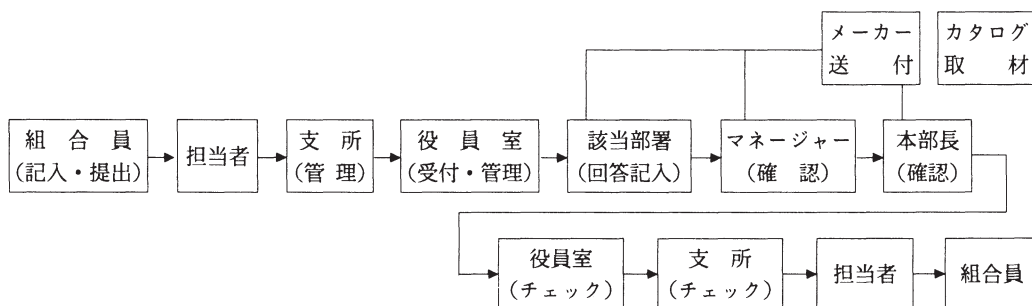 メーカー
送付
カタログ
取材
組合員
(記入・提出)
担当者
支所
(管理)
役員室
(受付・管理)
該当部署
(回答記入)
マネージャー
(確認)
本部長
(確認)
役員室
(チェック)
支所
(チェック)
担当者
組合員